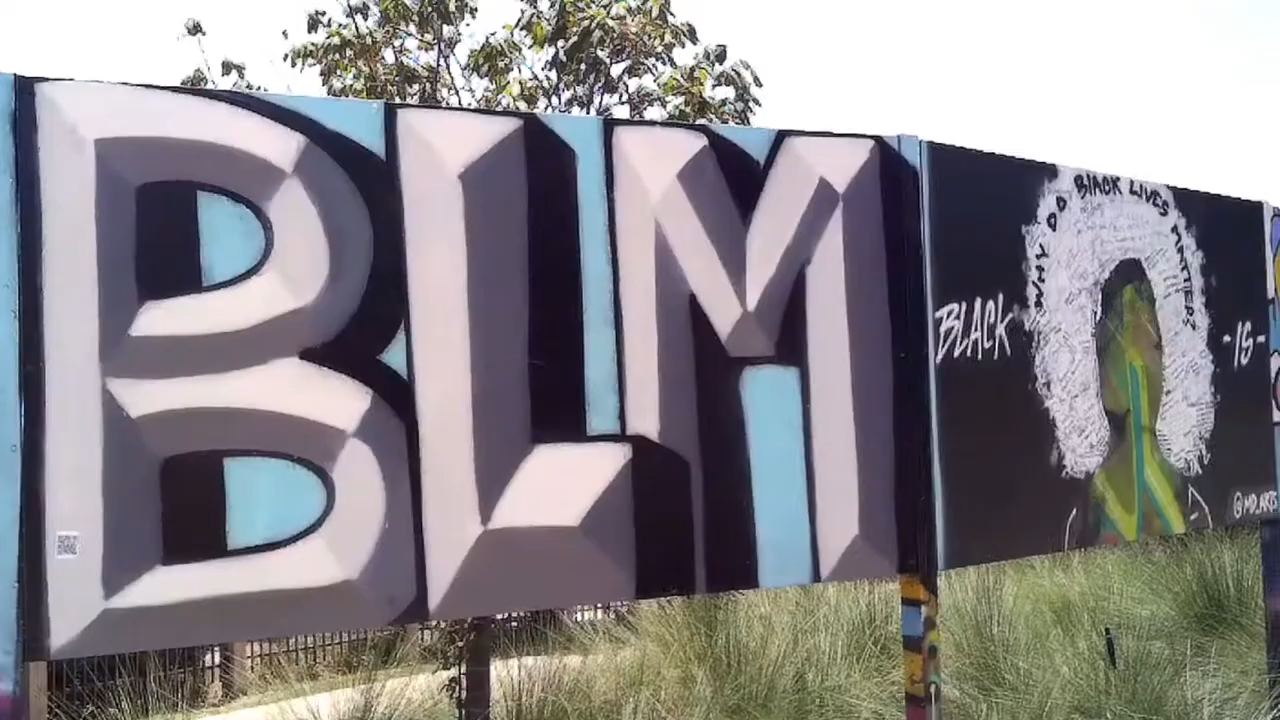 BLM
WHY DO BLACK LIVES MATTER?
BLACK
-IS-
@MD_ARTS